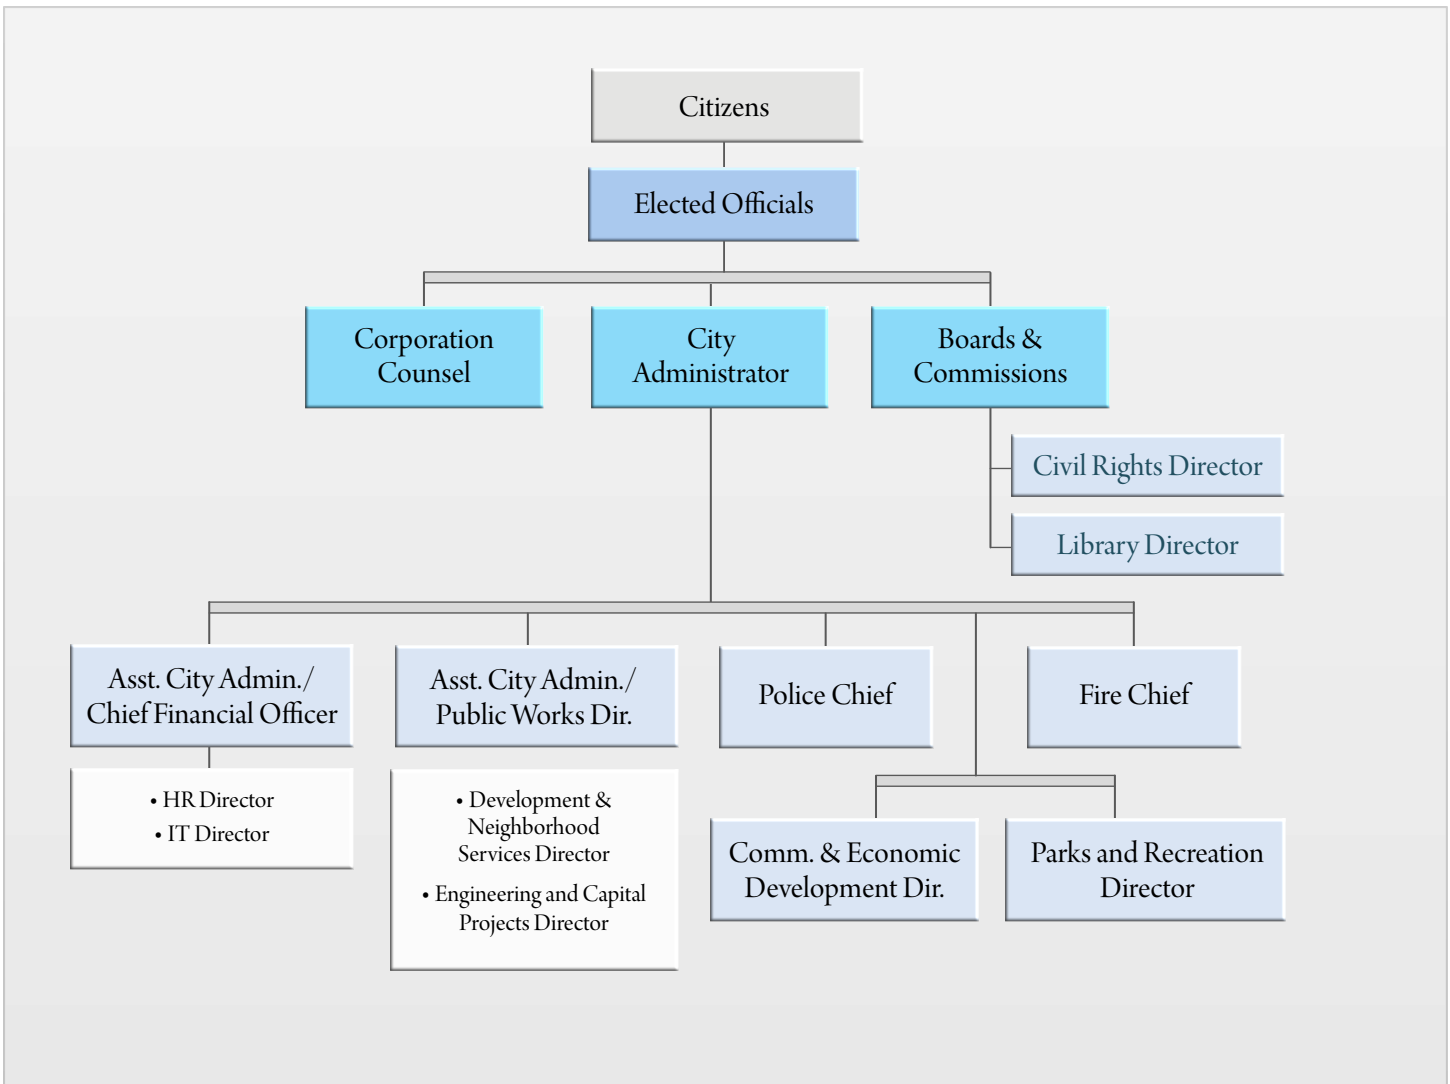 Citizens
Elected Officials
Corporation
Counsel
City
Administrator
Boards &
Commissions
Civil Rights Director
Library Director
Asst. City Admin./
Chief Financial Officer
Asst. City Admin./
Public Works Dir.
Police Chief
Fire Chief
• HR Director
• IT Director
• Development &
Neighborhood
Services Director
• Engineering and Capital
Projects Director
Comm. & Economic
Development Dir.
Parks and Recreation
Director